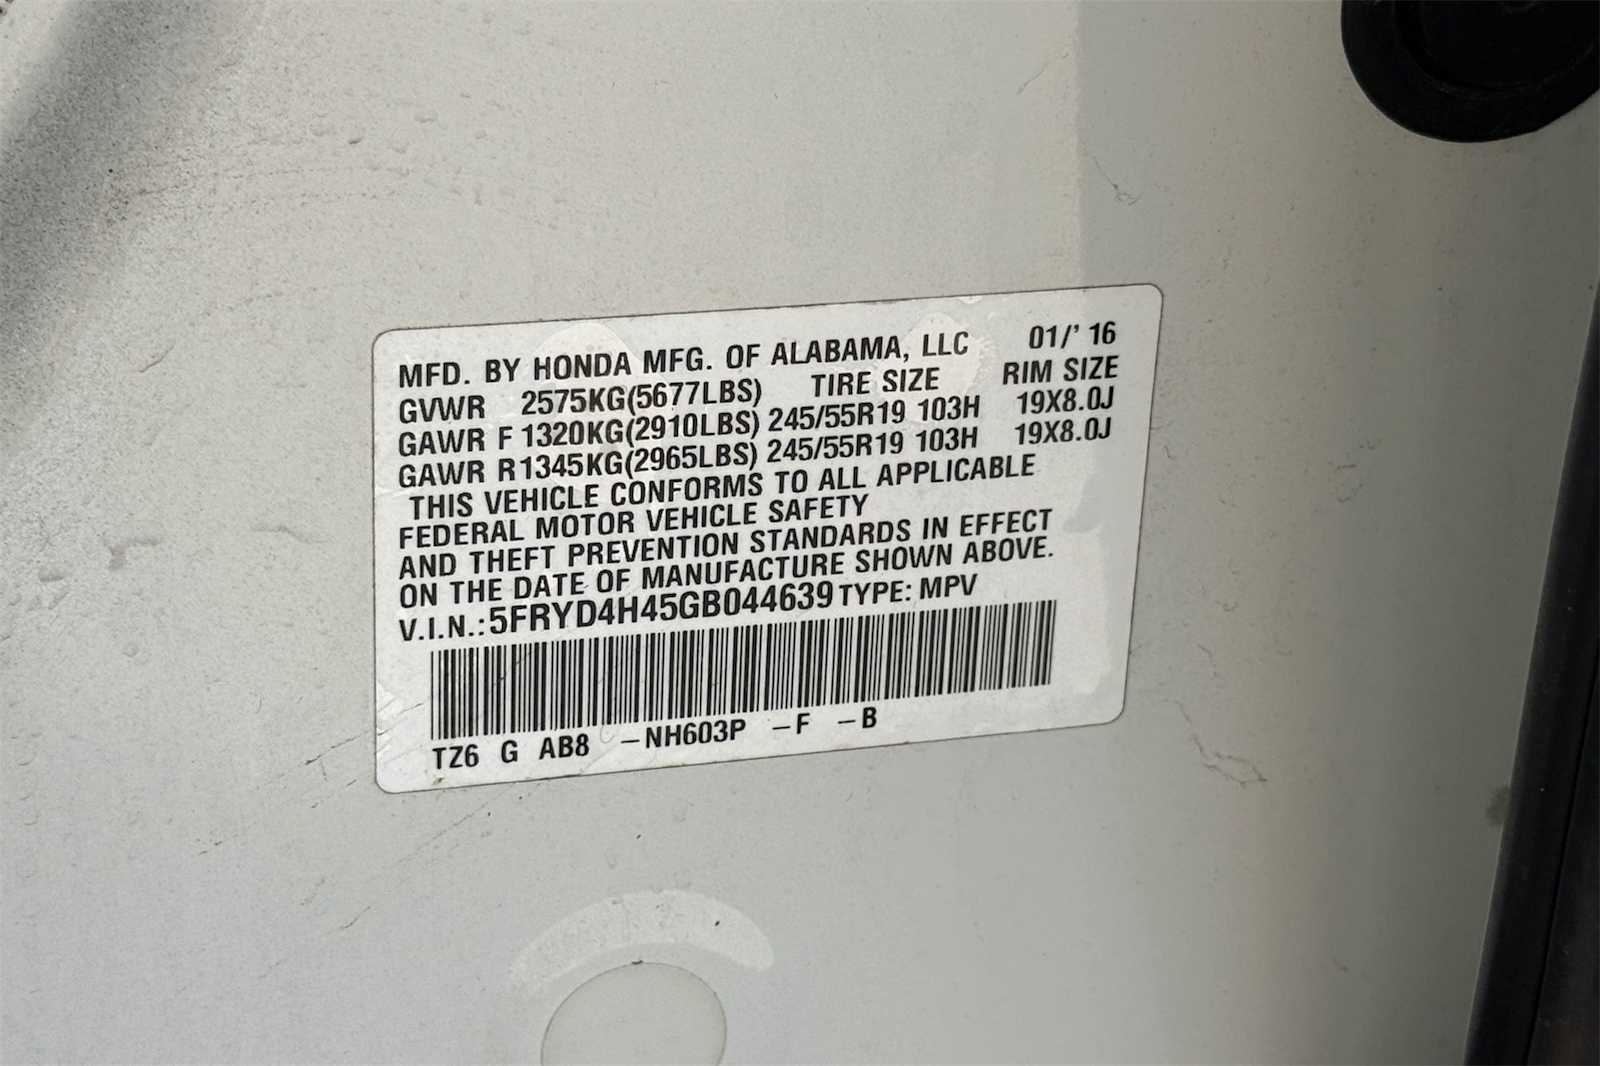 MFD. BY HONDA MFG. OF ALABAMA, LLC 01/' 16
GVWR 2575KG(5677LBS) TIRE SIZE RIM SIZE
GAWR F 1320KG(2910LBS) 245/55R19 103H 19X8.0J
GAWR R 1345KG(2965LBS) 245/55R19 103H 19X8.0J
THIS VEHICLE CONFORMS TO ALL APPLICABLE
FEDERAL MOTOR VEHICLE SAFETY
AND THEFT PREVENTION STANDARDS IN EFFECT
ON THE DATE OF MANUFACTURE SHOWN ABOVE.
V.I.N.: 5FRYD4H45GB044639 TYPE: MPV
TZ6 G AB8 -NH603P -F -B